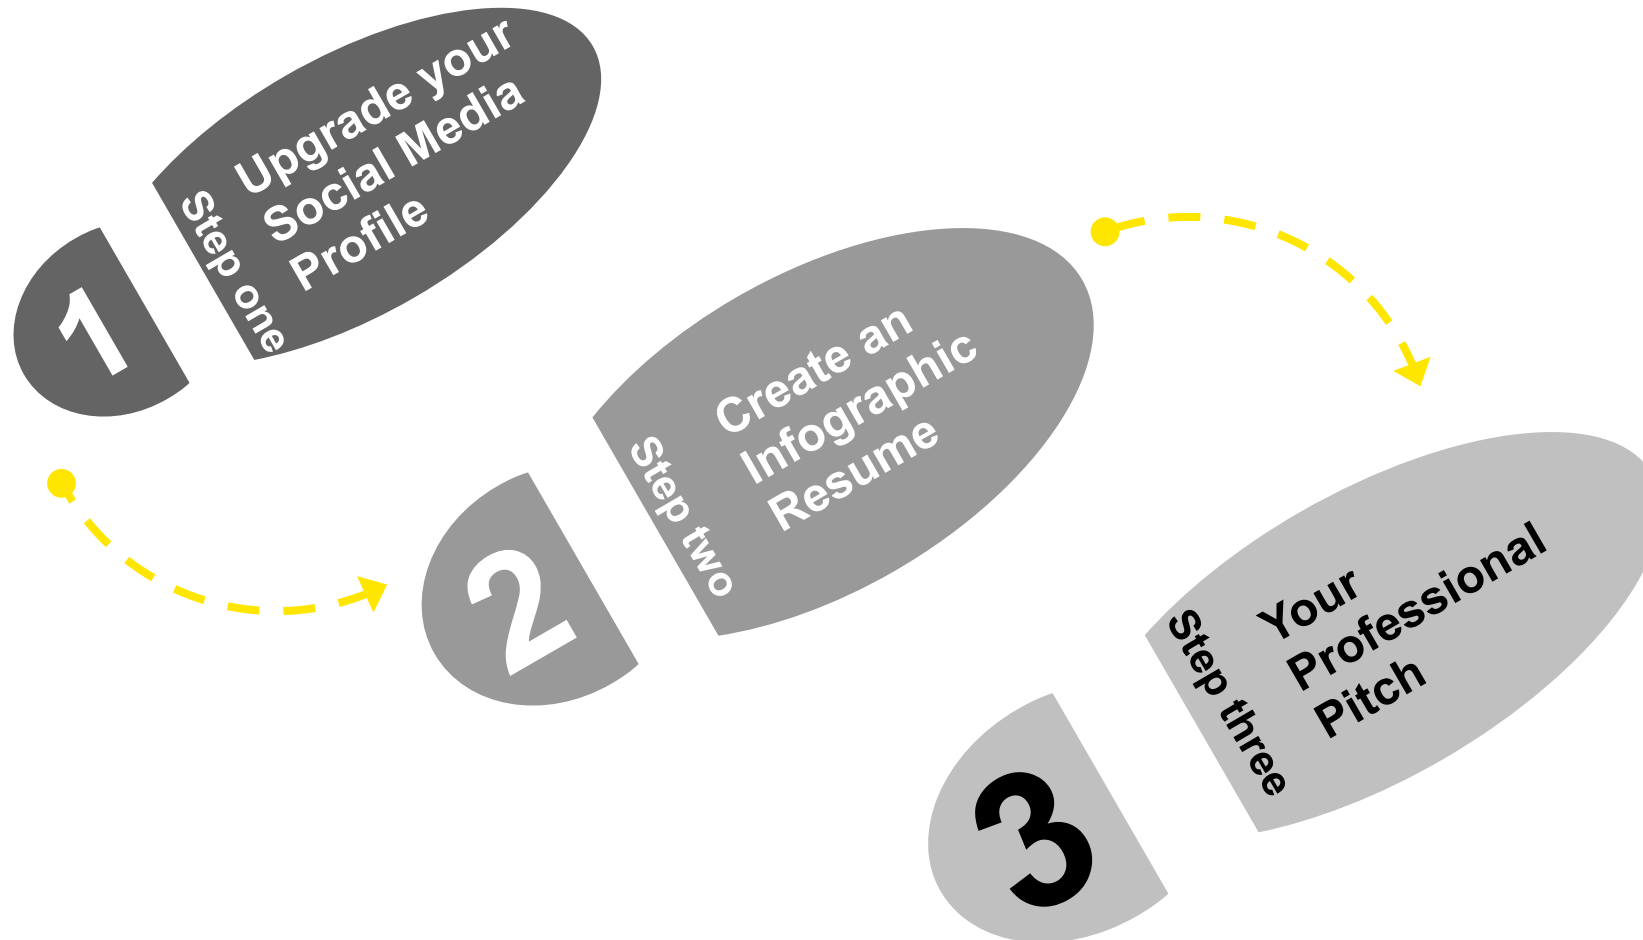 1
Step one
Upgrade your
Social Media
Profile
2
Step two
Create an
Infographic
Resume
3
Step three
Your
Professional
Pitch